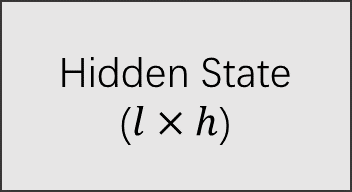 Hidden State
(l × h)